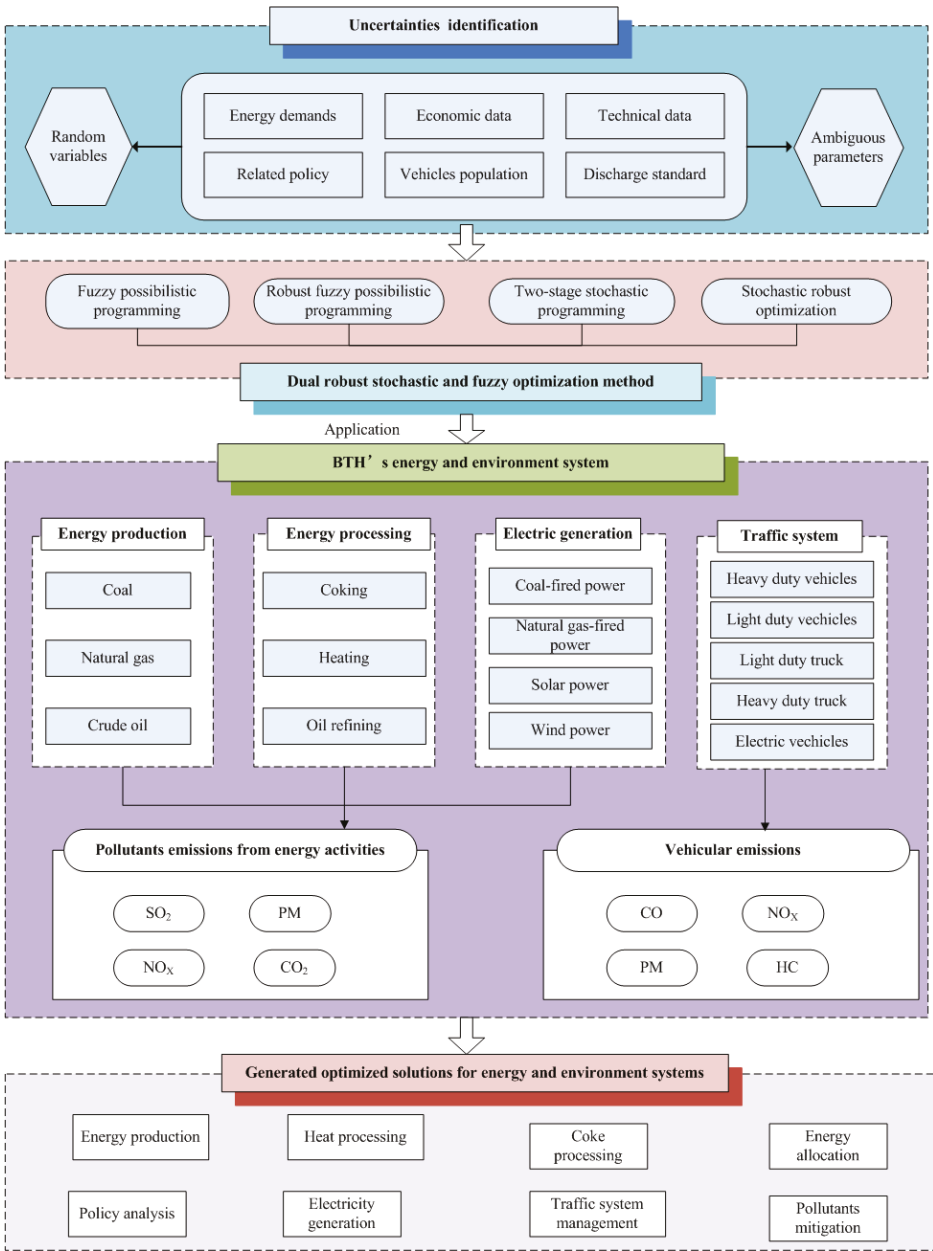 Uncertainties identification
Energy demands
Economic data
Technical data
Random
variables
Ambiguous
parameters
Related policy
Vehicles population
Discharge standard
Fuzzy possibilistic
programming
Robust fuzzy possibilistic
programming
Two-stage stochastic
programming
Stochastic robust
optimization
Dual robust stochastic and fuzzy optimization method
Application
BTH’s energy and environment system
Energy production
Coal
Natural gas
Crude oil
Energy processing
Coking
Heating
Oil refining
Electric generation
Coal-fired power
Natural gas-fired
power
Solar power
Wind power
Traffic system
Heavy duty vehicles
Light duty vechicles
Light duty truck
Heavy duty truck
Electric vechicles
Pollutants emissions from energy activities
SO₂
PM
NOX
CO₂
Vehicular emissions
CO
NOX
PM
HC
Generated optimized solutions for energy and environment systems
Energy production
Heat processing
Coke
processing
Energy
allocation
Policy analysis
Electricity
generation
Traffic system
management
Pollutants
mitigation